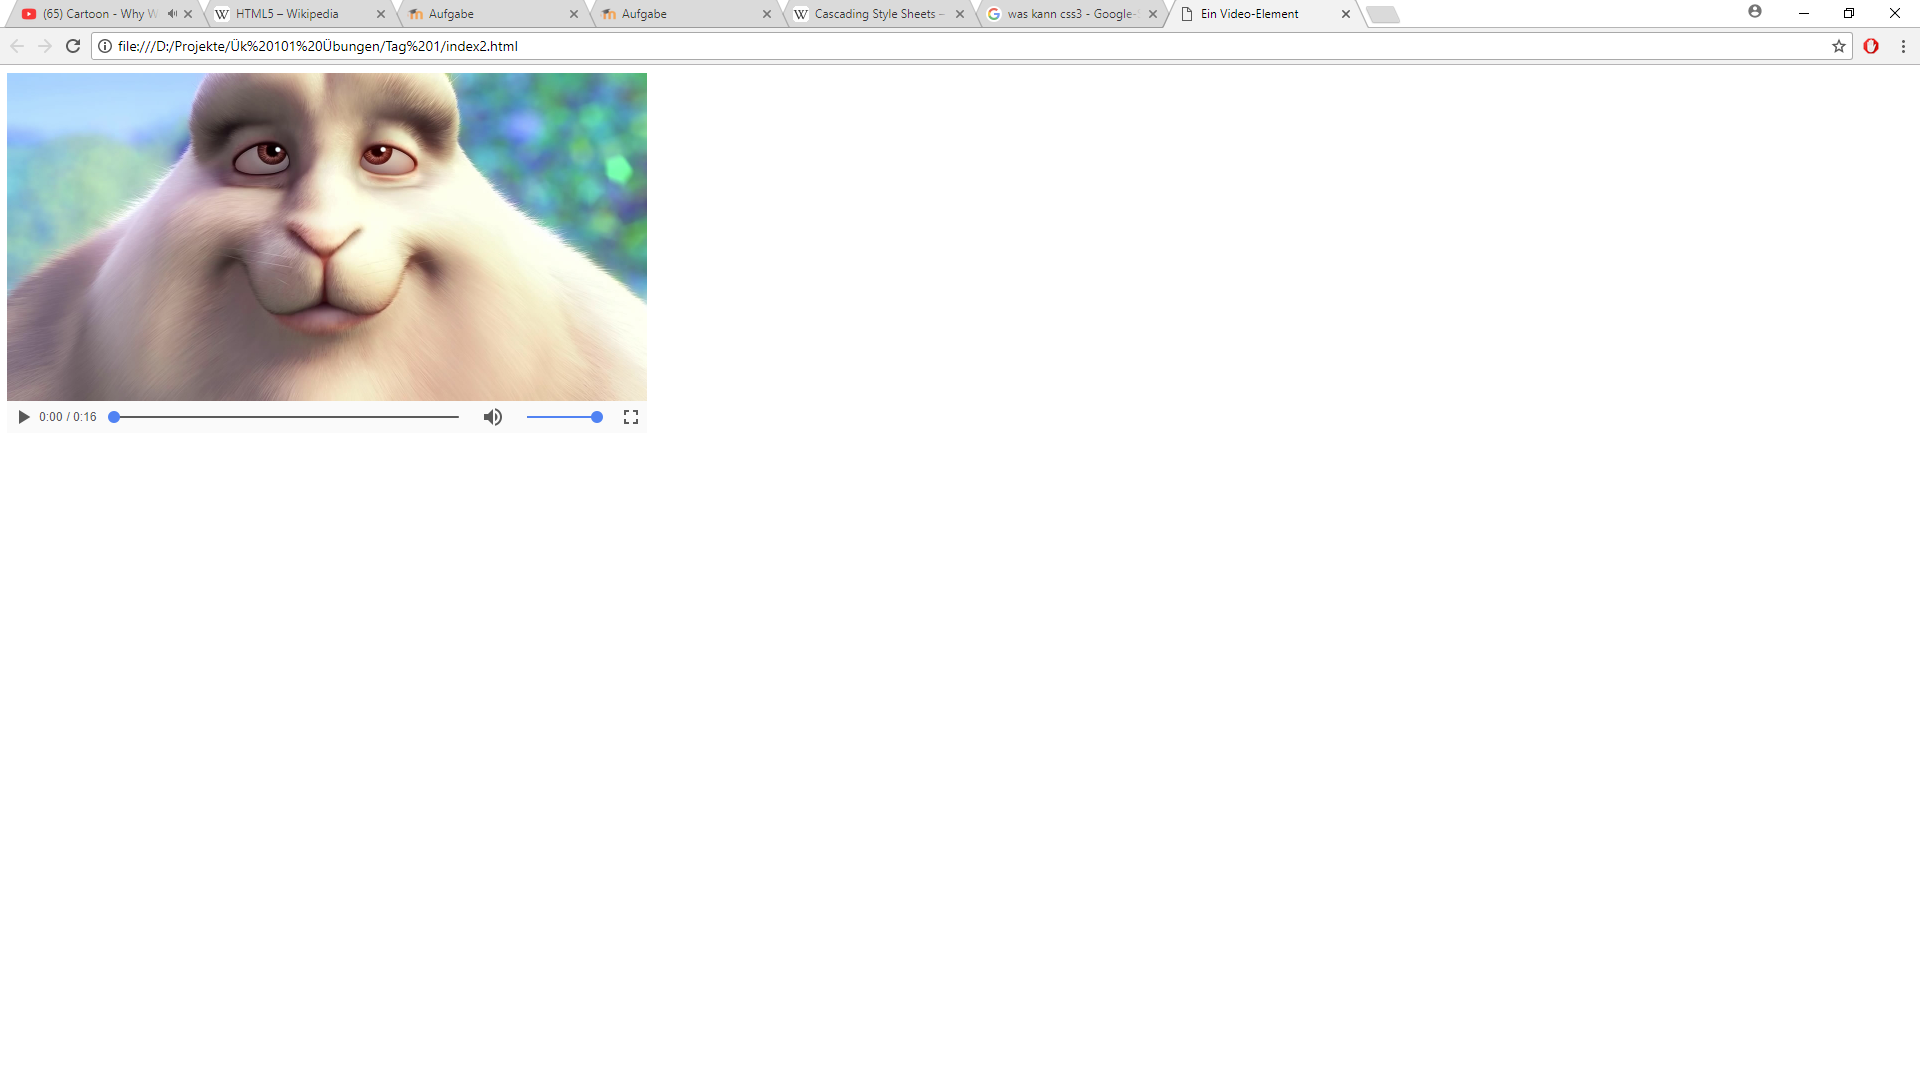 (65) Cartoon - Why W
HTML5 – Wikipedia
Aufgabe
Aufgabe
Cascading Style Sheets –
was kann css3 - Google-
Ein Video-Element
file:///D:/Projekte/Ük%20101%20Übungen/Tag%201/index2.html
0:00 / 0:16